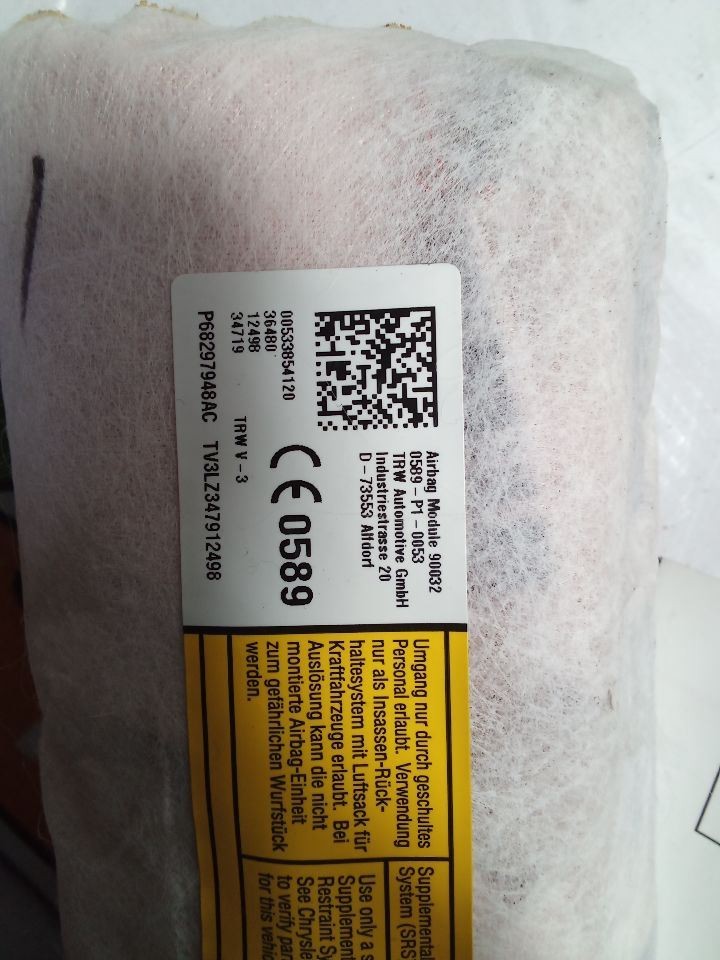 Airbag Module 90032
0589 - P1 - 0053
TRW Automotive GmbH
Industriestrasse 20
D - 73553 Alfdorf
00533854120
36480
12498
34719
TRW V - 3
CE 0589
P68297948AC TV3LZ347912498
Umgang nur durch geschultes
Personal erlaubt. Verwendung
nur als Insassen-Rück-
haltesystem mit Luftsack für
Kraftfahrzeuge erlaubt. Bei
Auslösung kann die nicht
montierte Airbag-Einheit
zum gefährlichen Wurfstück
werden.
Supplemental
System (SRS
Use only a s
Supplement
Restraint Sy
See Chrysle
to verify par
for this vehic